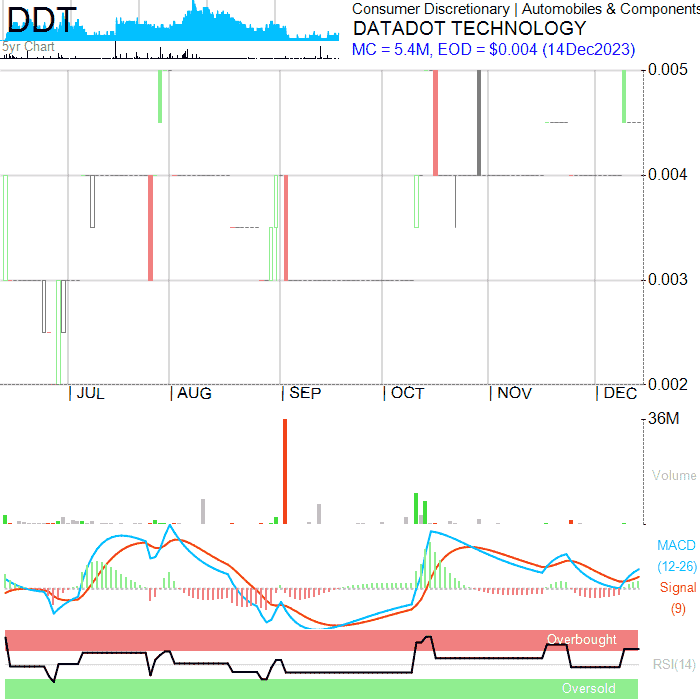 DDT
5yr Chart
Consumer Discretionary | Automobiles & Components
DATADOT TECHNOLOGY
MC = 5.4M, EOD = $0.004 (14Dec2023)
0.005
0.004
0.003
0.002
JUL
AUG
SEP
OCT
NOV
DEC
36M
Volume
MACD
(12-26)
Signal
(9)
Overbought
RSI(14)
Oversold